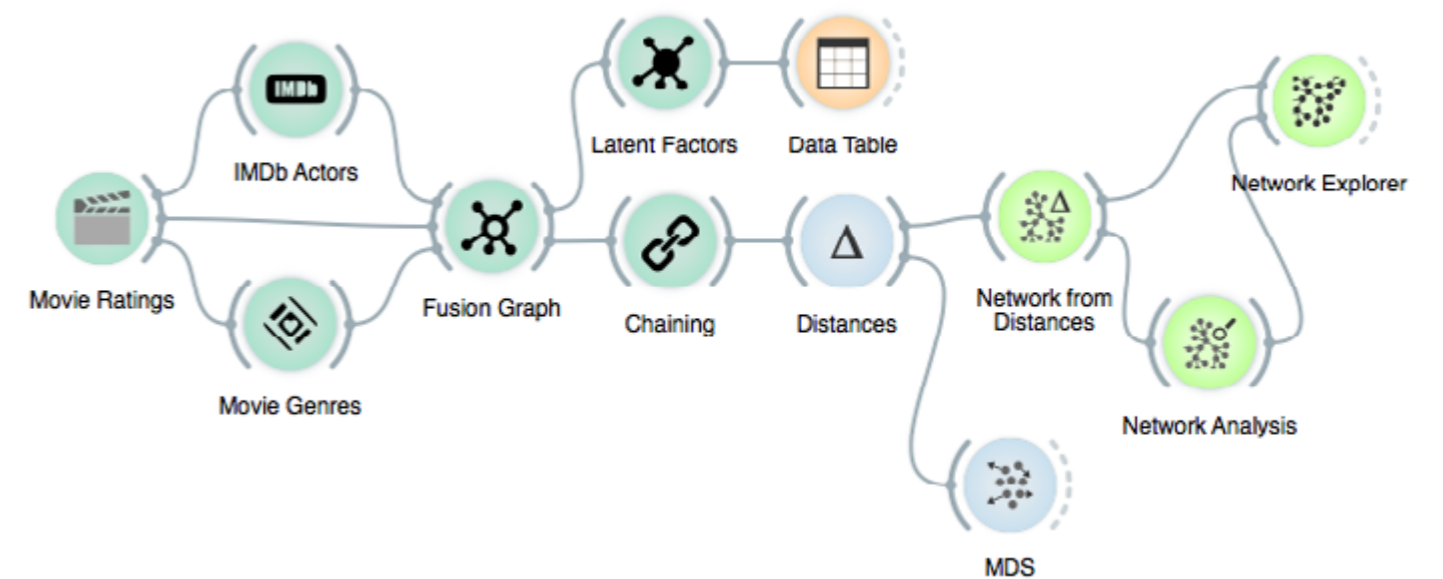 IMDb
IMDb Actors
Movie Ratings
Movie Genres
Fusion Graph
Latent Factors
Data Table
Chaining
Δ
Distances
Δ
Network from
Distances
Network Explorer
Network Analysis
MDS